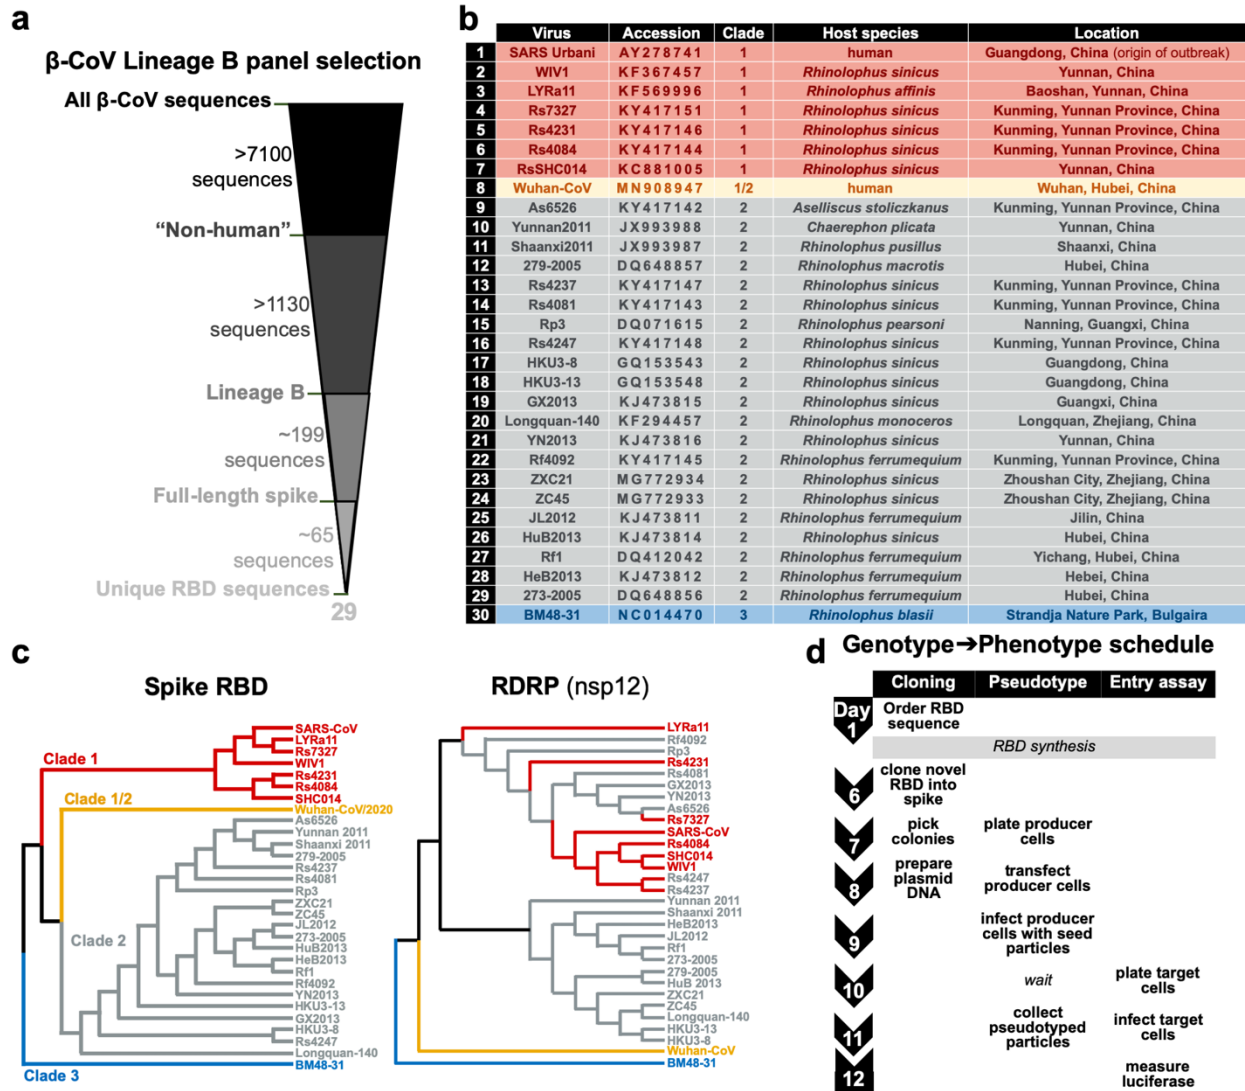 a
β-CoV Lineage B panel selection
All β-CoV sequences
>7100
sequences
“Non-human”
>1130
sequences
Lineage B
~199
sequences
Full-length spike
~65
sequences
Unique RBD sequences
29
b
Virus Accession Clade Host species Location
1 SARS Urbani AY278741 1 human Guangdong, China (origin of outbreak)
2 WIV1 KF367457 1 Rhinolophus sinicus Yunnan, China
3 LYRa11 KF569996 1 Rhinolophus affinis Baoshan, Yunnan, China
4 Rs7327 KY417151 1 Rhinolophus sinicus Kunming, Yunnan Province, China
5 Rs4231 KY417146 1 Rhinolophus sinicus Kunming, Yunnan Province, China
6 Rs4084 KY417144 1 Rhinolophus sinicus Kunming, Yunnan Province, China
7 RsSHC014 KC881005 1 Rhinolophus sinicus Yunnan, China
8 Wuhan-CoV MN908947 1/2 human Wuhan, Hubei, China
9 As6526 KY417142 2 Aselliscus stoliczkanus Kunming, Yunnan Province, China
10 Yunnan2011 JX993988 2 Chaerephon plicata Yunnan, China
11 Shaanxi2011 JX993987 2 Rhinolophus pusillus Shaanxi, China
12 279-2005 DQ648857 2 Rhinolophus macrotis Hubei, China
13 Rs4237 KY417147 2 Rhinolophus sinicus Kunming, Yunnan Province, China
14 Rs4081 KY417143 2 Rhinolophus sinicus Kunming, Yunnan Province, China
15 Rp3 DQ071615 2 Rhinolophus pearsoni Nanning, Guangxi, China
16 Rs4247 KY417148 2 Rhinolophus sinicus Kunming, Yunnan Province, China
17 HKU3-8 GQ153543 2 Rhinolophus sinicus Guangdong, China
18 HKU3-13 GQ153548 2 Rhinolophus sinicus Guangdong, China
19 GX2013 KJ473815 2 Rhinolophus sinicus Guangxi, China
20 Longquan-140 KF294457 2 Rhinolophus monoceros Longquan, Zhejiang, China
21 YN2013 KJ473816 2 Rhinolophus sinicus Yunnan, China
22 Rf4092 KY417145 2 Rhinolophus ferrumequium Kunming, Yunnan Province, China
23 ZXC21 MG772934 2 Rhinolophus sinicus Zhoushan City, Zhejiang, China
24 ZC45 MG772933 2 Rhinolophus sinicus Zhoushan City, Zhejiang, China
25 JL2012 KJ473811 2 Rhinolophus ferrumequium Jilin, China
26 HuB2013 KJ473814 2 Rhinolophus sinicus Hubei, China
27 Rf1 DQ412042 2 Rhinolophus ferrumequium Yichang, Hubei, China
28 HeB2013 KJ473812 2 Rhinolophus ferrumequium Hebei, China
29 273-2005 DQ648856 2 Rhinolophus ferrumequium Hubei, China
30 BM48-31 NC014470 3 Rhinolophus blasii Strandja Nature Park, Bulgaira
c
Spike RBD
SARS-CoV
LYRa11
Rs7327
Clade 1
WIV1
Rs4231
Rs4084
SHC014
Clade 1/2
Wuhan-CoV/2020
As6526
Yunnan 2011
Shaanxi 2011
279-2005
Rs4237
Rs4081
Rp3
ZXC21
ZC45
JL2012
273-2005
Clade 2
HuB2013
HeB2013
Rf1
Rf4092
YN2013
HKU3-13
GX2013
HKU3-8
Rs4247
Longquan-140
BM48-31
Clade 3
RDRP (nsp12)
LYRa11
Rf4092
Rp3
Rs4231
Rs4081
GX2013
YN2013
As6526
Rs7327
SARS-CoV
Rs4084
SHC014
WIV1
Rs4247
Rs4237
Yunnan 2011
Shaanxi 2011
HeB2013
JL2012
Rf1
273-2005
279-2005
HuB 2013
ZXC21
ZC45
Longquan-140
HKU3-13
HKU3-8
Wuhan-CoV
BM48-31
d
Genotype➔Phenotype schedule
Cloning Pseudotype Entry assay
Day
1
Order RBD
sequence
RBD synthesis
6
clone novel
RBD into
spike
7
pick
colonies
plate producer
cells
8
prepare
plasmid
DNA
transfect
producer cells
9
infect producer
cells with seed
particles
10
wait
plate target
cells
11
collect
pseudotyped
particles
infect target
cells
12
measure
luciferase